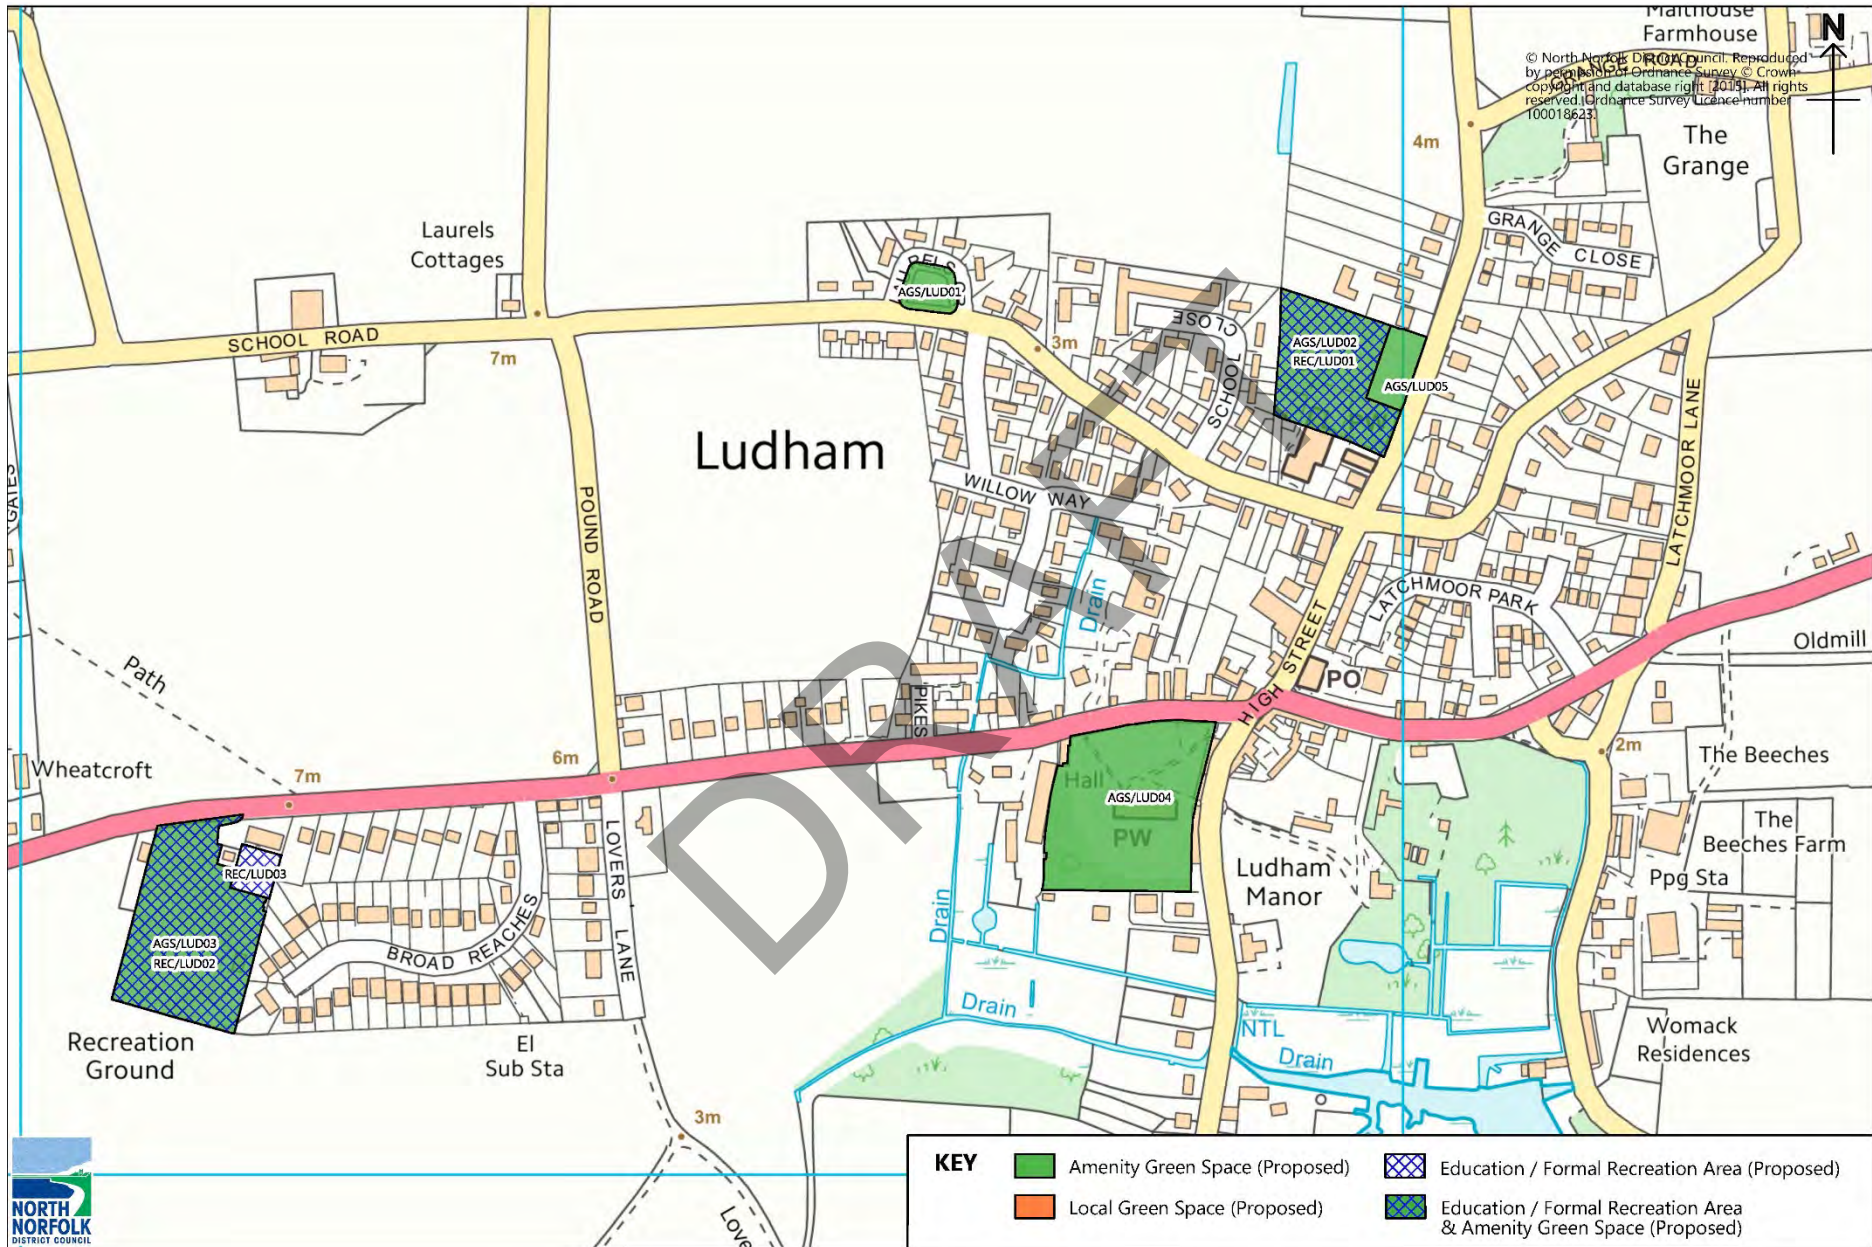 Malthouse
Farmhouse
N
© North Norfolk District Council. Reproduced
by permission of Ordnance Survey © Crown
copyright and database right [2015]. All rights
reserved. Ordnance Survey Licence number
100018623.
GRANGE ROAD
4m
The
Grange
Laurels
Cottages
GRANGE CLOSE
AGS/LUD01
SCHOOL ROAD
7m
3m
SCHOOL CLOSE
AGS/LUD02
REC/LUD01
AGS/LUD05
Ludham
LATCHMOOR LANE
WILLOW WAY
POUND ROAD
GATES
Drain
LATCHMOOR PARK
HIGH STREET
Oldmill
Path
PO
PIKES
DRAFT
Wheatcroft
7m
6m
2m
The Beeches
Hall
AGS/LUD04
PW
The
Beeches Farm
LOVERS LANE
REC/LUD03
Ludham
Manor
Ppg Sta
AGS/LUD03
REC/LUD02
BROAD REACHES
Drain
Drain
NTL
Drain
Recreation
Ground
El
Sub Sta
Womack
Residences
3m
Love
KEY
Amenity Green Space (Proposed)
Local Green Space (Proposed)
Education / Formal Recreation Area (Proposed)
Education / Formal Recreation Area
& Amenity Green Space (Proposed)
NORTH
NORFOLK
DISTRICT COUNCIL